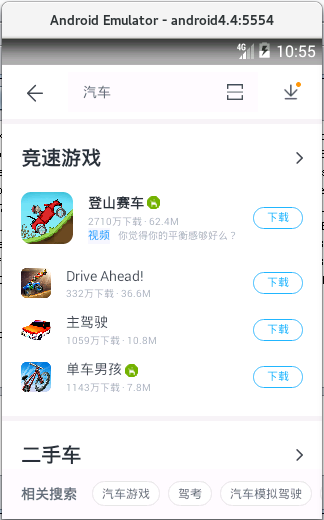 Android Emulator - android4.4:5554
4G 10:55
汽车
竞速游戏
登山赛车
2710万下载 · 62.4M
视频 你觉得你的平衡感够好么？
下载
Drive Ahead!
332万下载 · 36.6M
下载
主驾驶
1059万下载 · 10.8M
下载
单车男孩
1143万下载 · 7.8M
下载
二手车
相关搜索 汽车游戏 驾考 汽车模拟驾驶